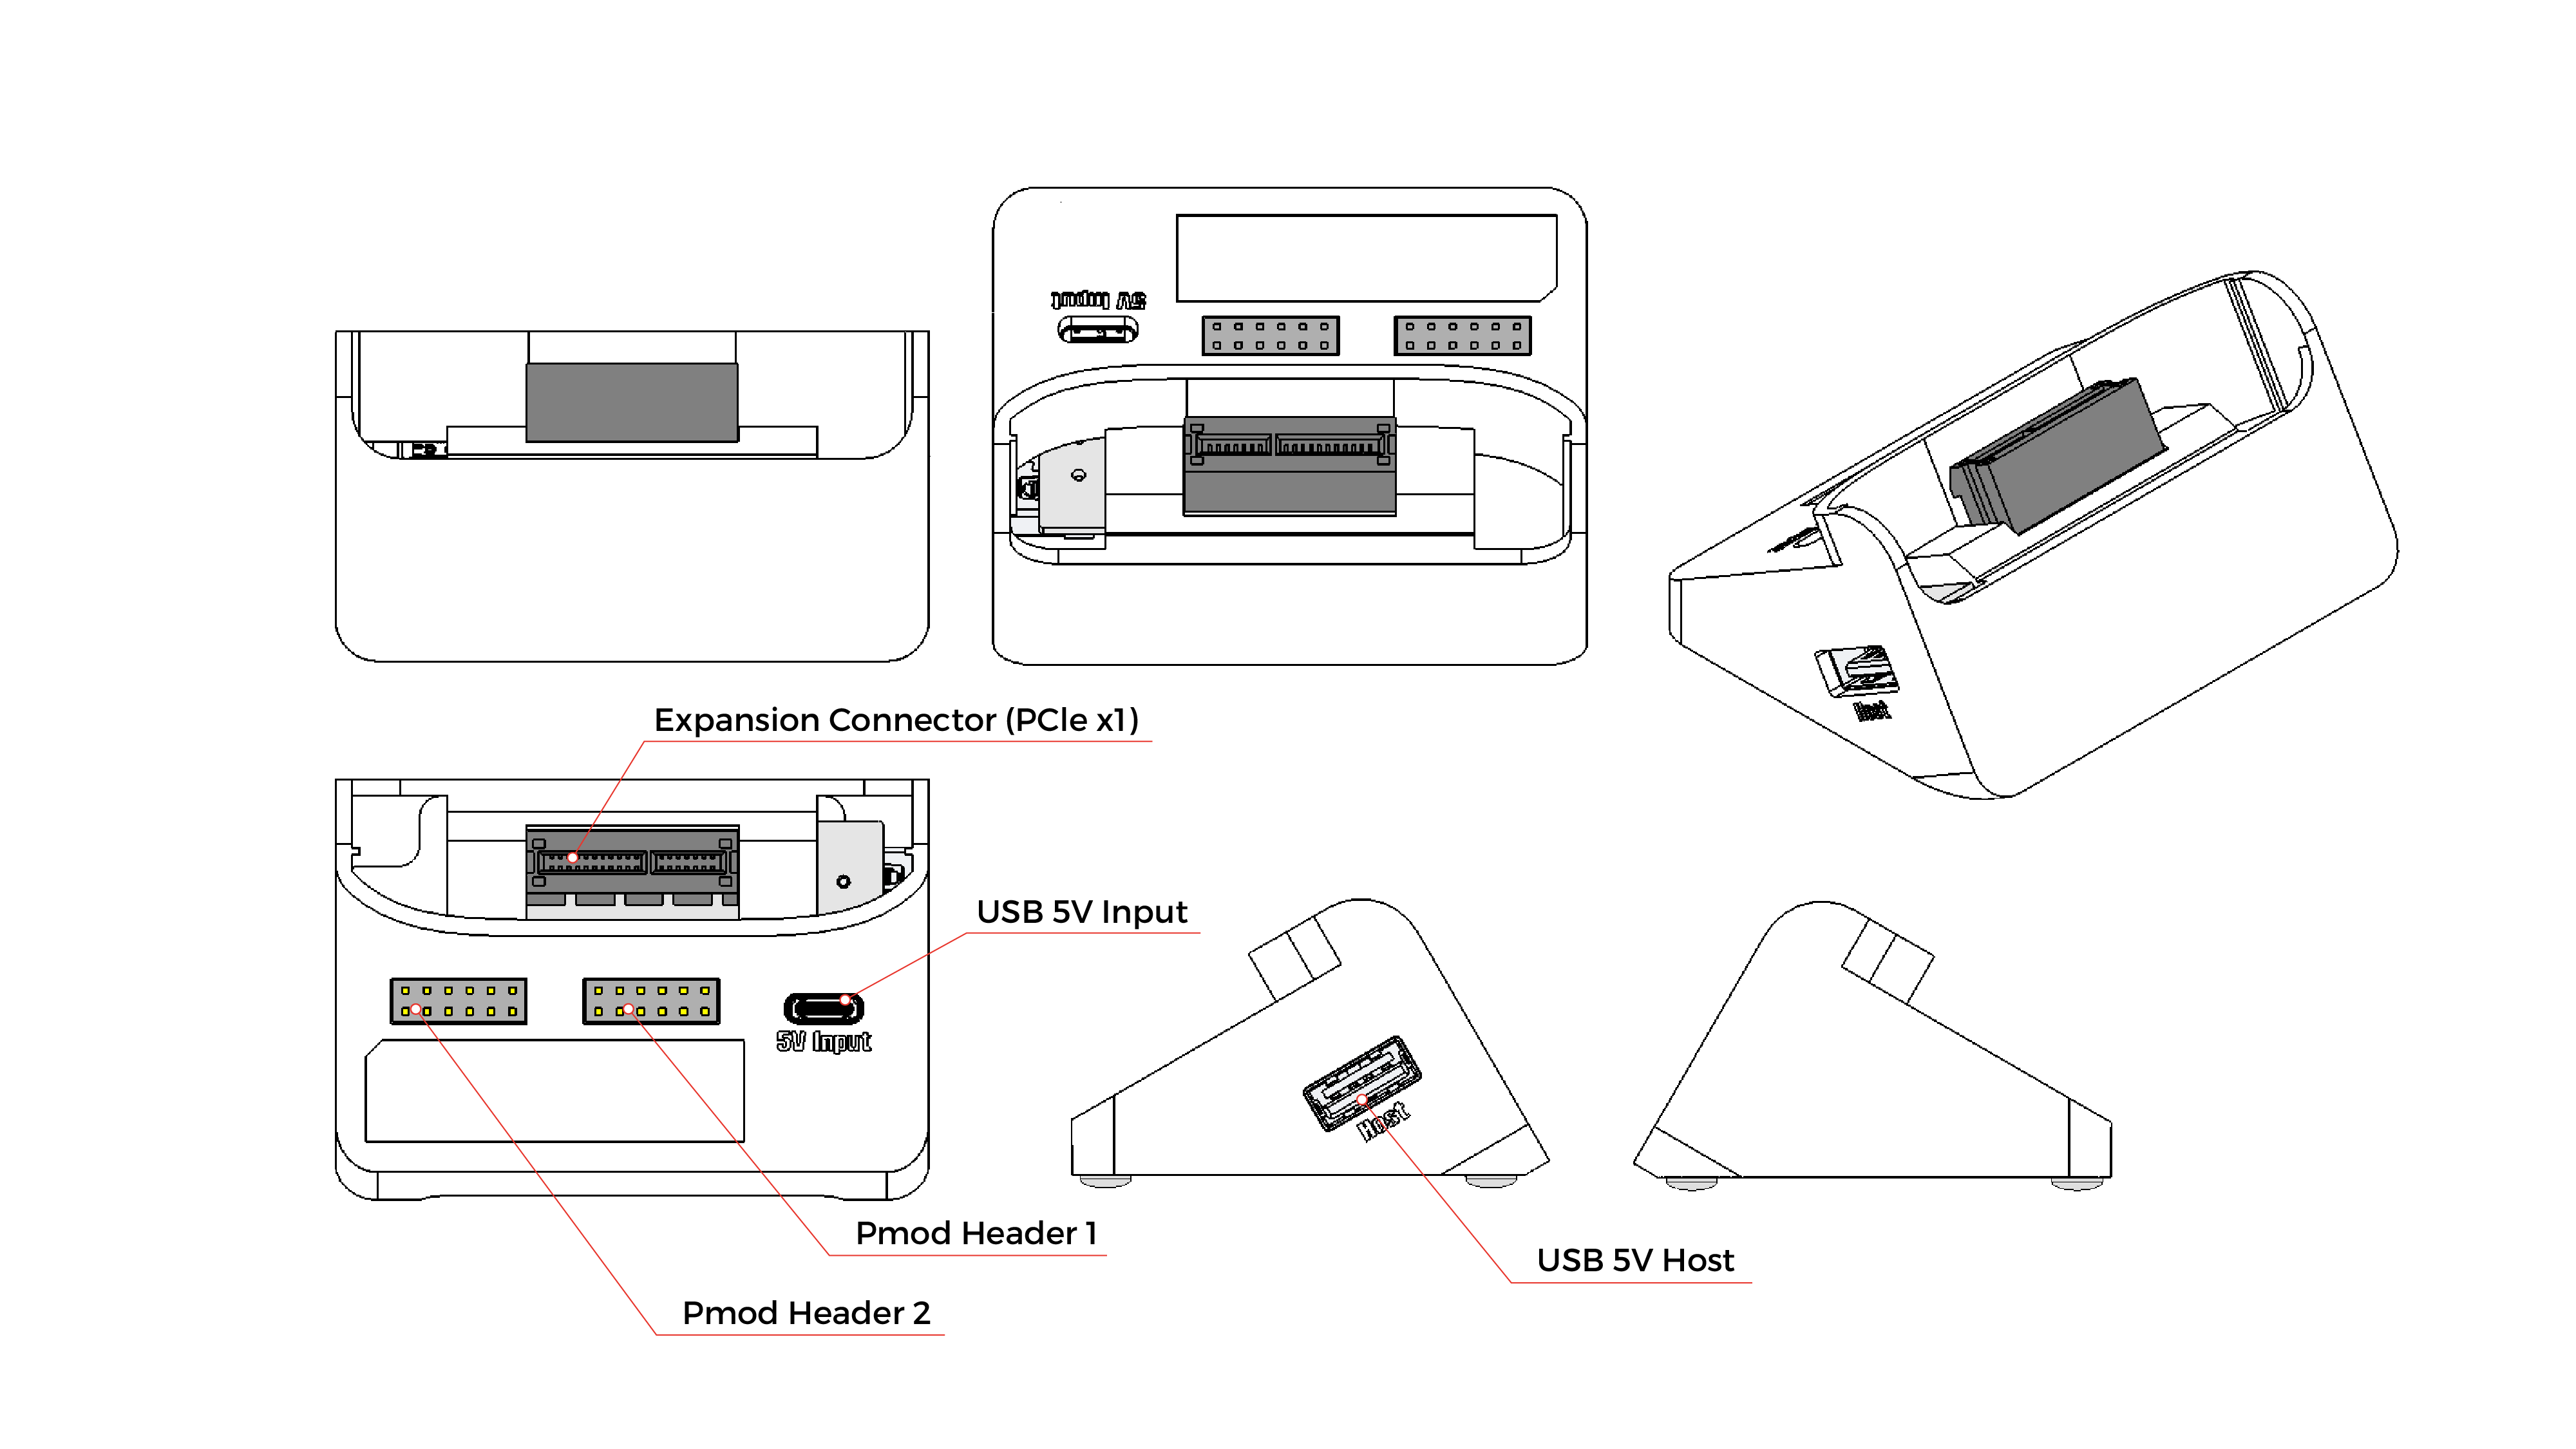 5V Input
Host
Expansion Connector (PCIe x1)
USB 5V Input
5V Input
Host
Pmod Header 1
USB 5V Host
Pmod Header 2